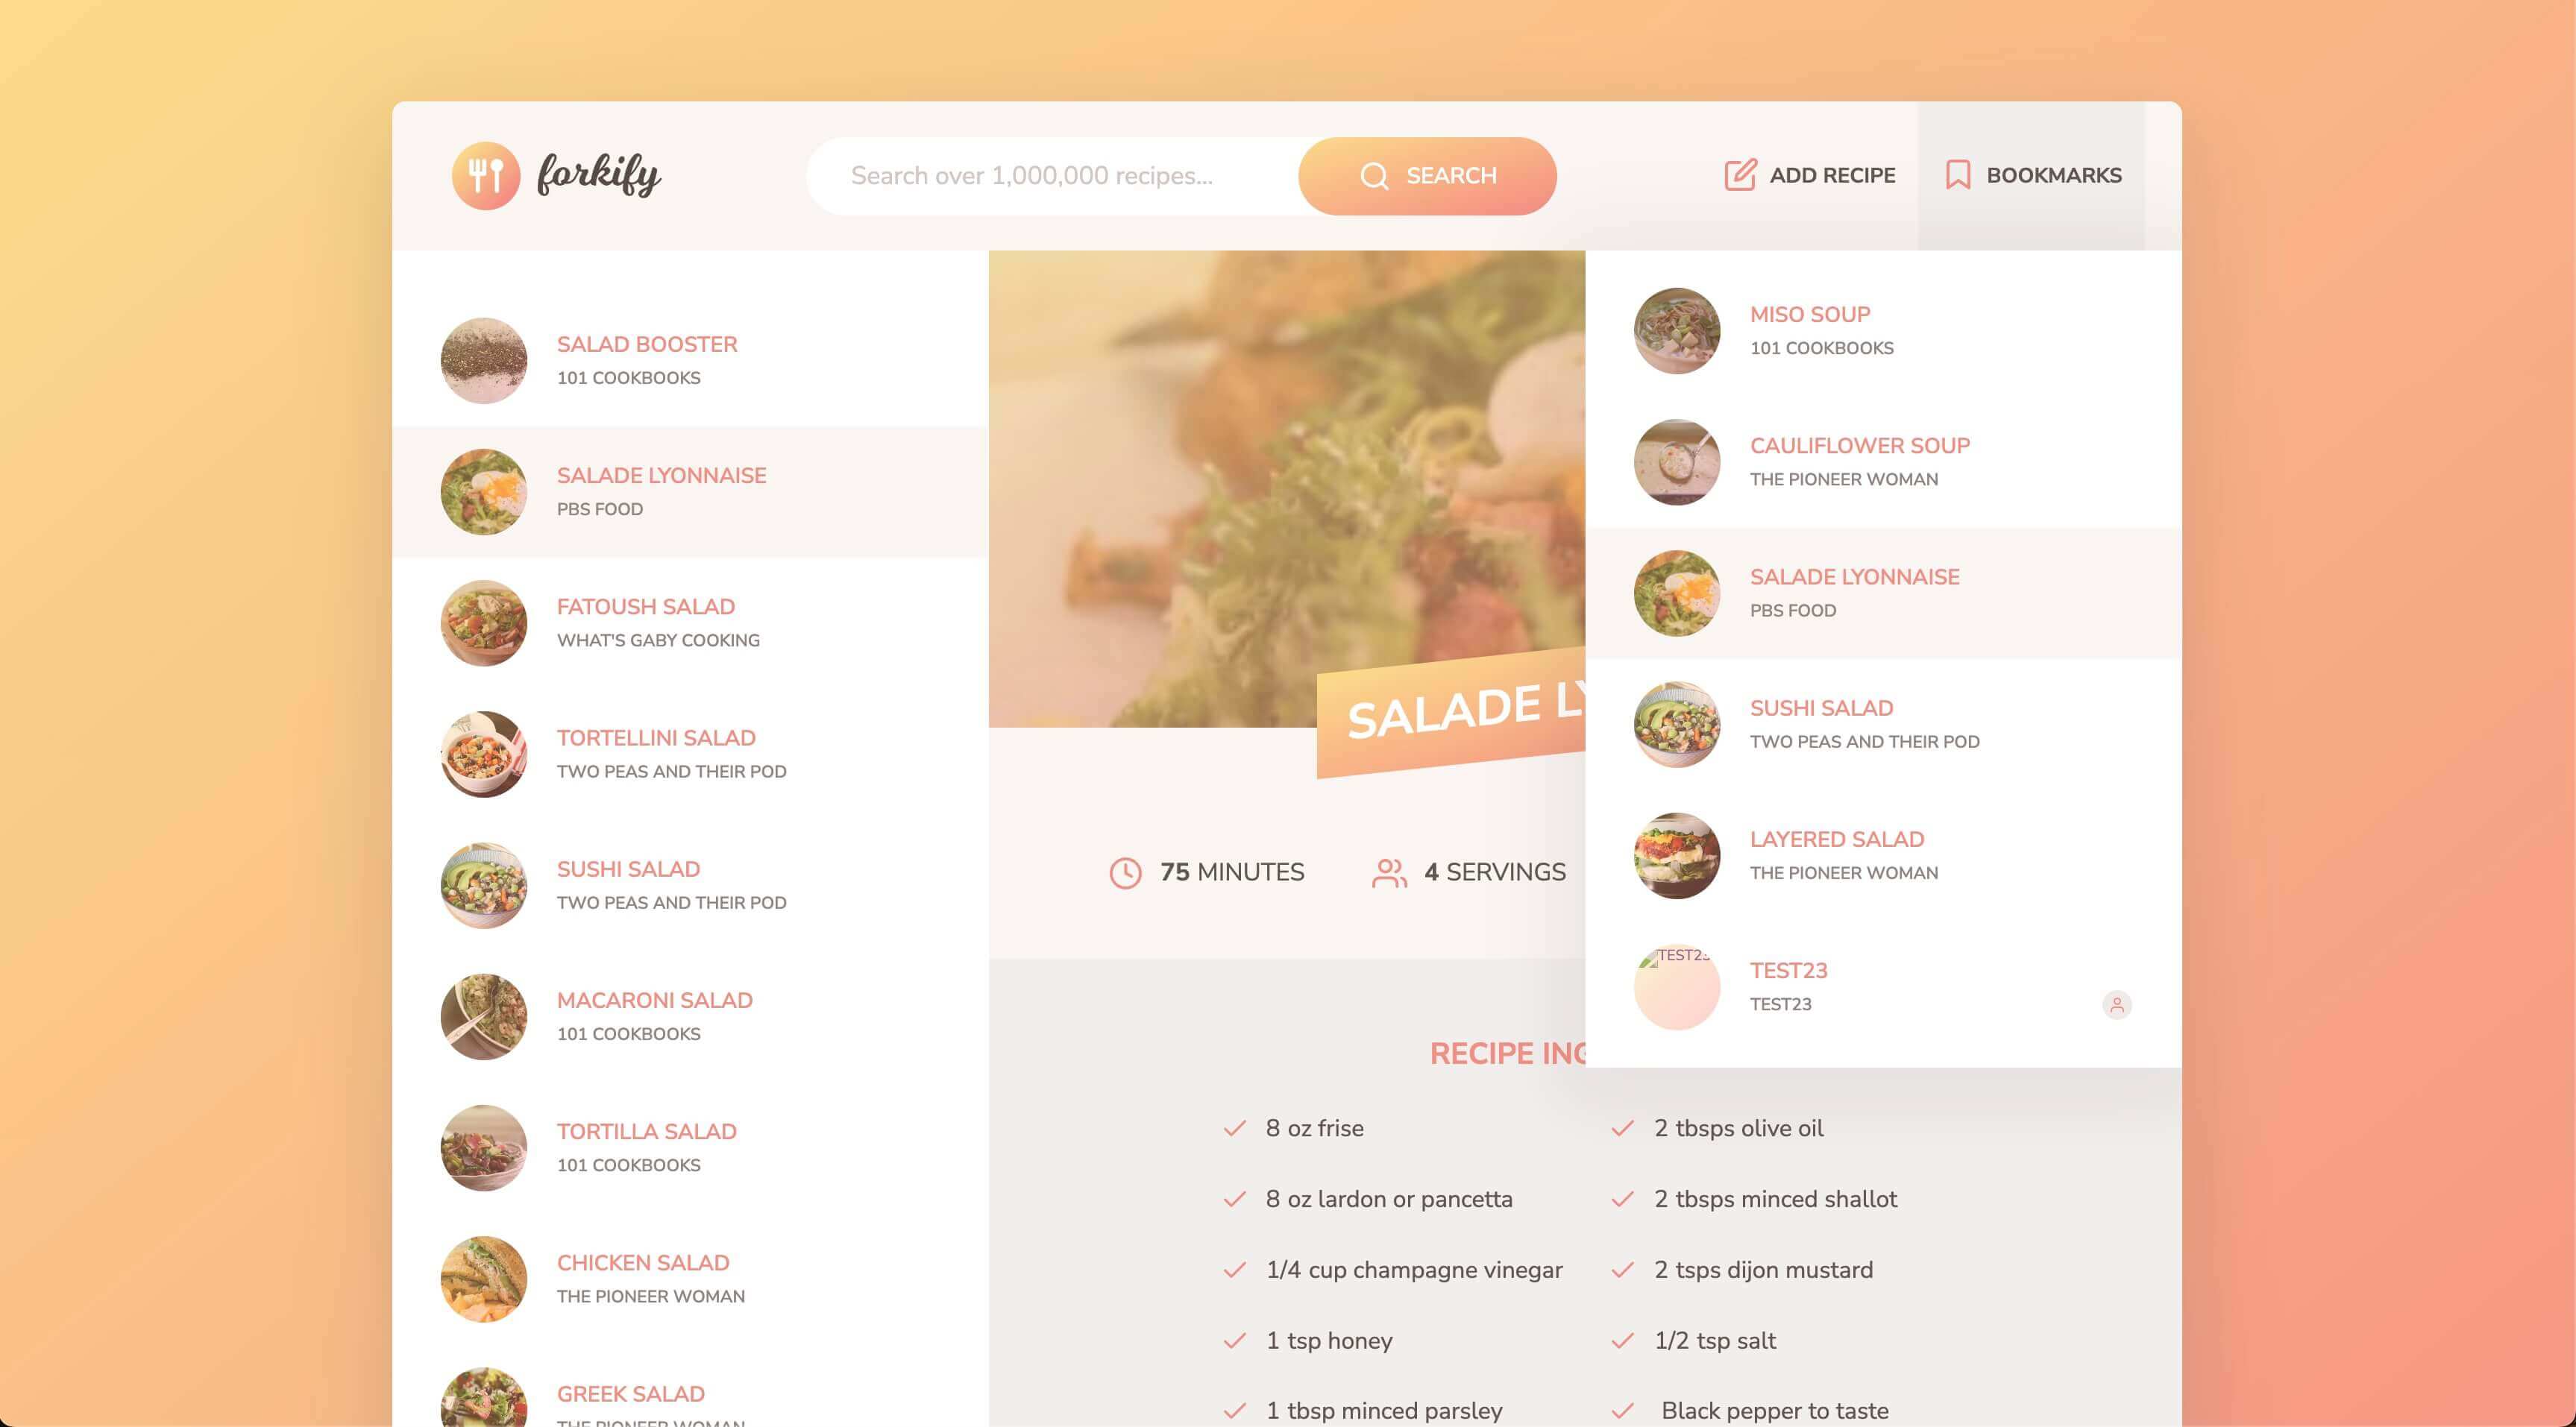 forkify
Search over 1,000,000 recipes...
SEARCH
ADD RECIPE
BOOKMARKS
SALAD BOOSTER
101 COOKBOOKS
SALADE LYONNAISE
PBS FOOD
FATOUSH SALAD
WHAT'S GABY COOKING
TORTELLINI SALAD
TWO PEAS AND THEIR POD
SUSHI SALAD
TWO PEAS AND THEIR POD
MACARONI SALAD
101 COOKBOOKS
TORTILLA SALAD
101 COOKBOOKS
CHICKEN SALAD
THE PIONEER WOMAN
GREEK SALAD
THE PIONEER WOMAN
SALADE LY
75 MINUTES
4 SERVINGS
RECIPE ING
8 oz frise
8 oz lardon or pancetta
1/4 cup champagne vinegar
1 tsp honey
1 tbsp minced parsley
2 tbsps olive oil
2 tbsps minced shallot
2 tsps dijon mustard
1/2 tsp salt
Black pepper to taste
MISO SOUP
101 COOKBOOKS
CAULIFLOWER SOUP
THE PIONEER WOMAN
SALADE LYONNAISE
PBS FOOD
SUSHI SALAD
TWO PEAS AND THEIR POD
LAYERED SALAD
THE PIONEER WOMAN
TEST23
TEST23
TEST23